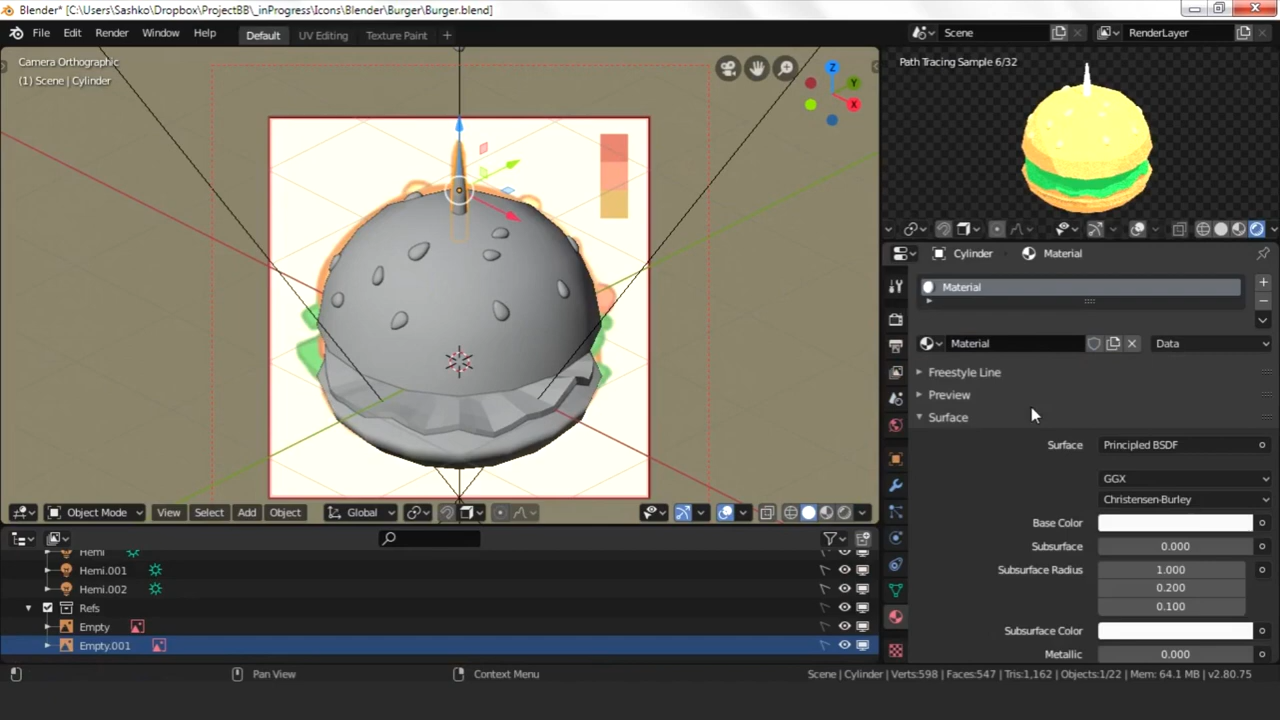 Blender* [C:\Users\Sashko\Dropbox\ProjectBB\_inProgress\Icons\Blender\Burger\Burger.blend]
File Edit Render Window Help Default UV Editing Texture Paint + Scene RenderLayer
Camera Orthographic
(1) Scene | Cylinder
Z
Y
X
Path Tracing Sample 6/32
Cylinder Material
Material
Material Data
Freestyle Line
Preview
Surface
Surface Principled BSDF
GGX
Christensen-Burley
Base Color
Subsurface 0.000
Subsurface Radius 1.000
0.200
0.100
Subsurface Color
Metallic 0.000
Object Mode View Select Add Object Global
Hemi
Hemi.001
Hemi.002
Refs
Empty
Empty.001
Pan View Context Menu Scene | Cylinder | Verts:598 | Faces:547 | Tris:1,162 | Objects:1/22 | Mem: 64.1 MB | v2.80.75